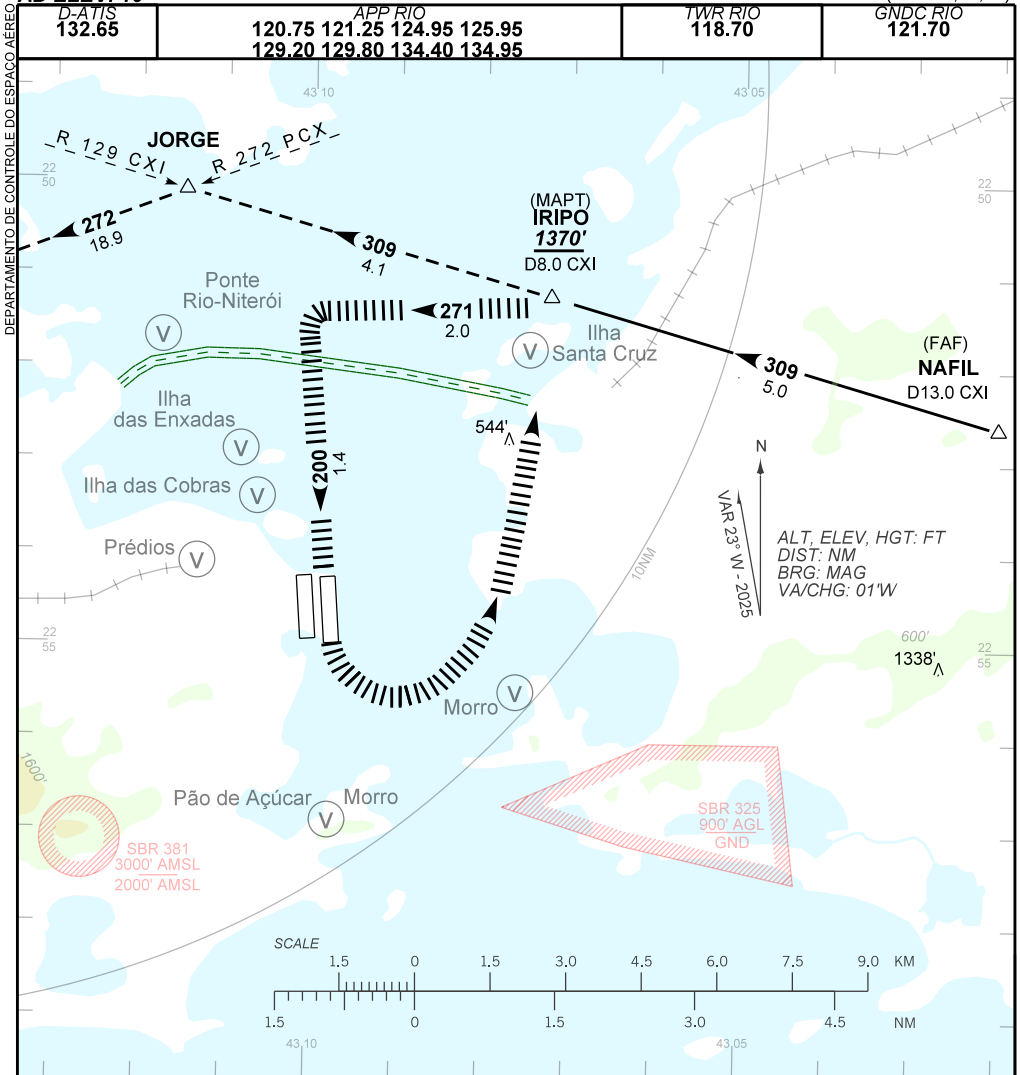 D-ATIS
132.65
APP RIO
120.75 121.25 124.95 125.95
129.20 129.80 134.40 134.95
TWR RIO
118.70
GNDC RIO
121.70
DEPARTAMENTO DE CONTROLE DO ESPAÇO AÉREO
43 10
43 05
JORGE
R 129 CXI
R 272 PCX
22
50
22
50
(MAPT)
IRIPO
1370'
D8.0 CXI
272
18.9
309
4.1
Ponte
Rio-Niterói
271
2.0
Ilha
Santa Cruz
V
V
309
5.0
(FAF)
NAFIL
D13.0 CXI
Ilha
das Enxadas
V
544'
200
1.4
Ilha das Cobras
V
N
VAR 23° W - 2025
ALT, ELEV, HGT: FT
DIST: NM
BRG: MAG
VA/CHG: 01'W
Prédios
V
10NM
22
55
600'
1338'
22
55
Morro
V
1600'
Pão de Açúcar
V
Morro
SBR 325
900' AGL
GND
SBR 381
3000' AMSL
2000' AMSL
SCALE
1.5 0 1.5 3.0 4.5 6.0 7.5 9.0 KM
1.5 0 1.5 3.0 4.5 NM
43 10
43 05